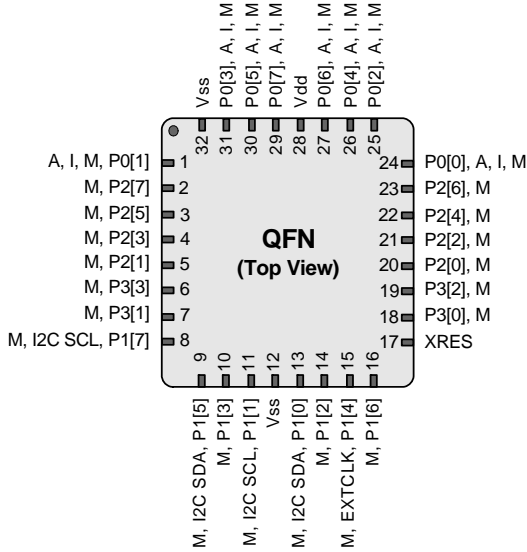 Vss
P0[3], A, I, M
P0[5], A, I, M
P0[7], A, I, M
Vdd
P0[6], A, I, M
P0[4], A, I, M
P0[2], A, I, M
32
31
30
29
28
27
26
25
A, I, M, P0[1]
1
M, P2[7]
2
M, P2[5]
3
M, P2[3]
4
M, P2[1]
5
M, P3[3]
6
M, P3[1]
7
M, I2C SCL, P1[7]
8
QFN
(Top View)
24
P0[0], A, I, M
23
P2[6], M
22
P2[4], M
21
P2[2], M
20
P2[0], M
19
P3[2], M
18
P3[0], M
17
XRES
9
10
11
12
13
14
15
16
M, I2C SDA, P1[5]
M, P1[3]
M, I2C SCL, P1[1]
Vss
M, I2C SDA, P1[0]
M, P1[2]
M, EXTCLK, P1[4]
M, P1[6]